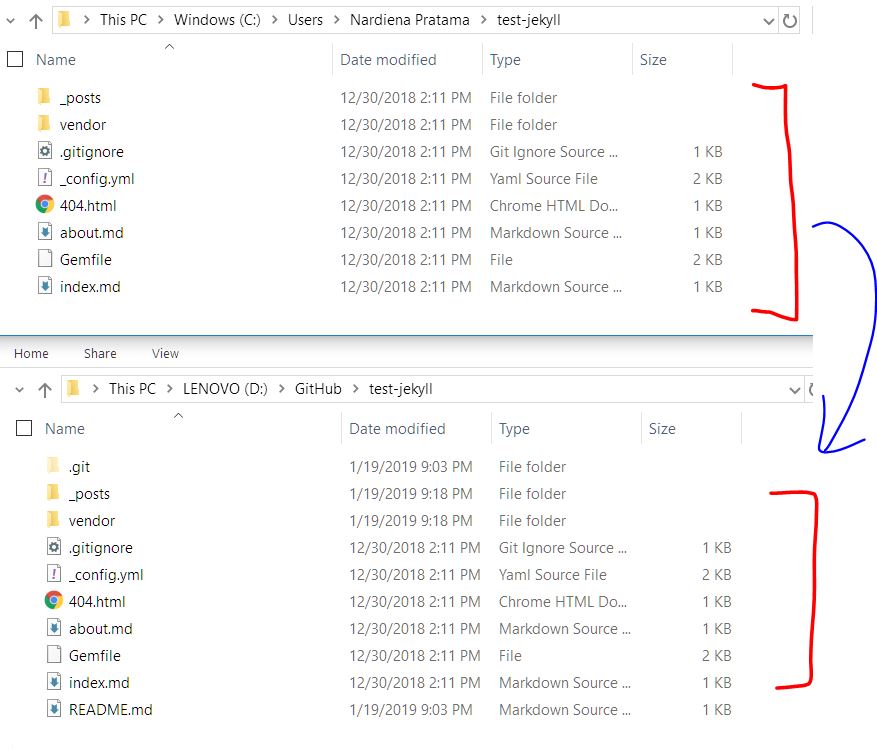 This PC > Windows (C:) > Users > Nardiena Pratama > test-jekyll
Name Date modified Type Size
_posts 12/30/2018 2:11 PM File folder
vendor 12/30/2018 2:11 PM File folder
.gitignore 12/30/2018 2:11 PM Git Ignore Source ... 1 KB
_config.yml 12/30/2018 2:11 PM Yaml Source File 2 KB
404.html 12/30/2018 2:11 PM Chrome HTML Do... 1 KB
about.md 12/30/2018 2:11 PM Markdown Source ... 1 KB
Gemfile 12/30/2018 2:11 PM File 2 KB
index.md 12/30/2018 2:11 PM Markdown Source ... 1 KB
Home Share View
This PC > LENOVO (D:) > GitHub > test-jekyll
Name Date modified Type Size
.git 1/19/2019 9:03 PM File folder
_posts 1/19/2019 9:18 PM File folder
vendor 1/19/2019 9:18 PM File folder
.gitignore 12/30/2018 2:11 PM Git Ignore Source ... 1 KB
_config.yml 12/30/2018 2:11 PM Yaml Source File 2 KB
404.html 12/30/2018 2:11 PM Chrome HTML Do... 1 KB
about.md 12/30/2018 2:11 PM Markdown Source ... 1 KB
Gemfile 12/30/2018 2:11 PM File 2 KB
index.md 12/30/2018 2:11 PM Markdown Source ... 1 KB
README.md 1/19/2019 9:03 PM Markdown Source ... 1 KB